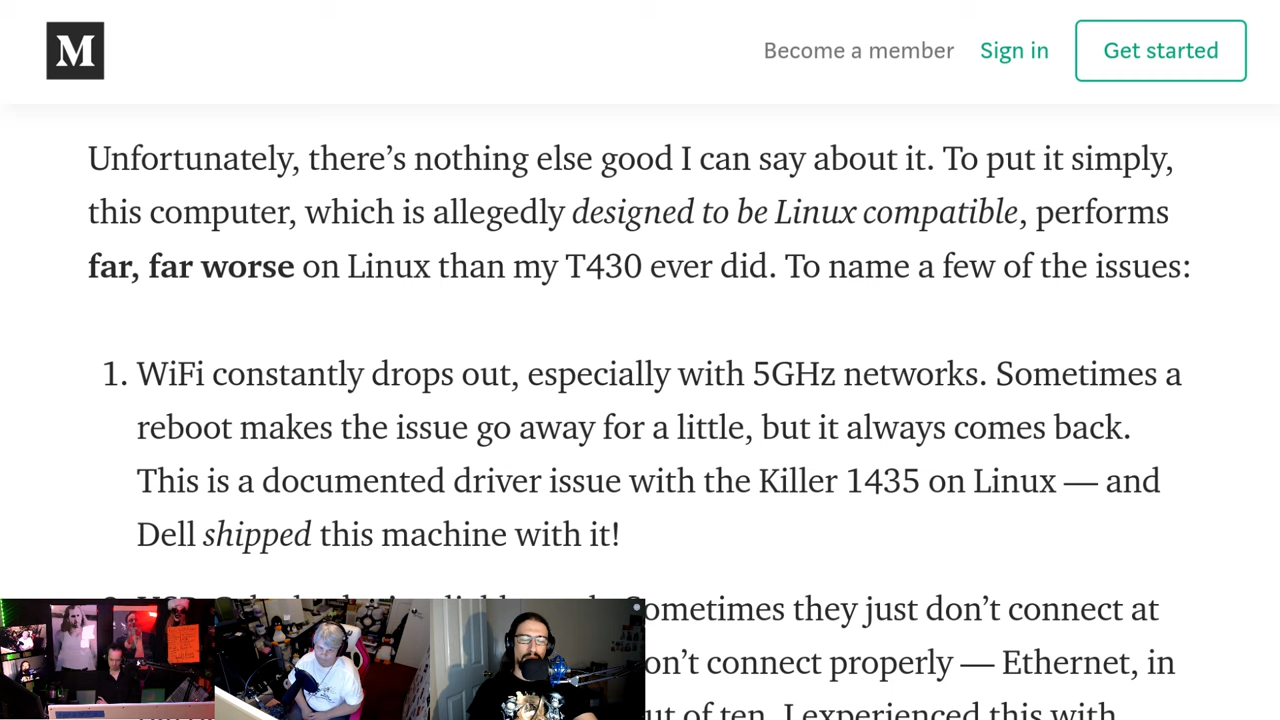 M
Become a member
Sign in
Get started
Unfortunately, there’s nothing else good I can say about it. To put it simply,
this computer, which is allegedly designed to be Linux compatible, performs
far, far worse on Linux than my T430 ever did. To name a few of the issues:
1. WiFi constantly drops out, especially with 5GHz networks. Sometimes a
reboot makes the issue go away for a little, but it always comes back.
This is a documented driver issue with the Killer 1435 on Linux — and
Dell shipped this machine with it!
Sometimes they just don’t connect at
connect properly — Ethernet, in
of ten. I experienced this with